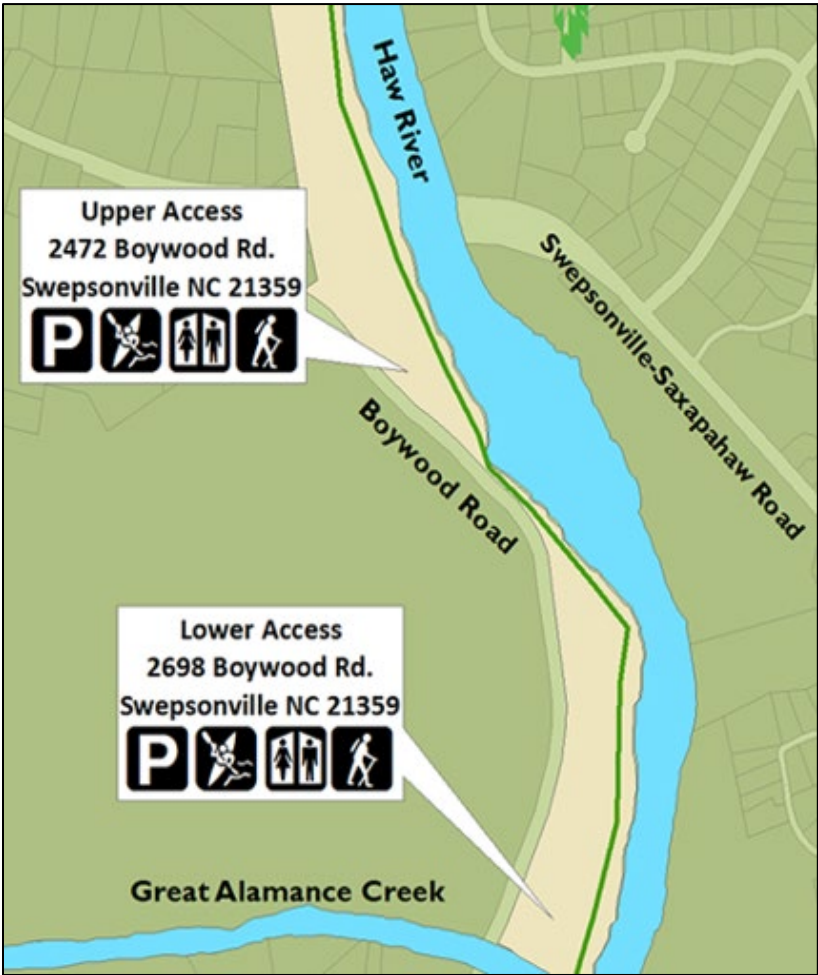 Haw River
Upper Access
2472 Boywood Rd.
Swepsonville NC 21359
P
Swepsonville-Saxapahaw Road
Boywood Road
Lower Access
2698 Boywood Rd.
Swepsonville NC 21359
P
Great Alamance Creek